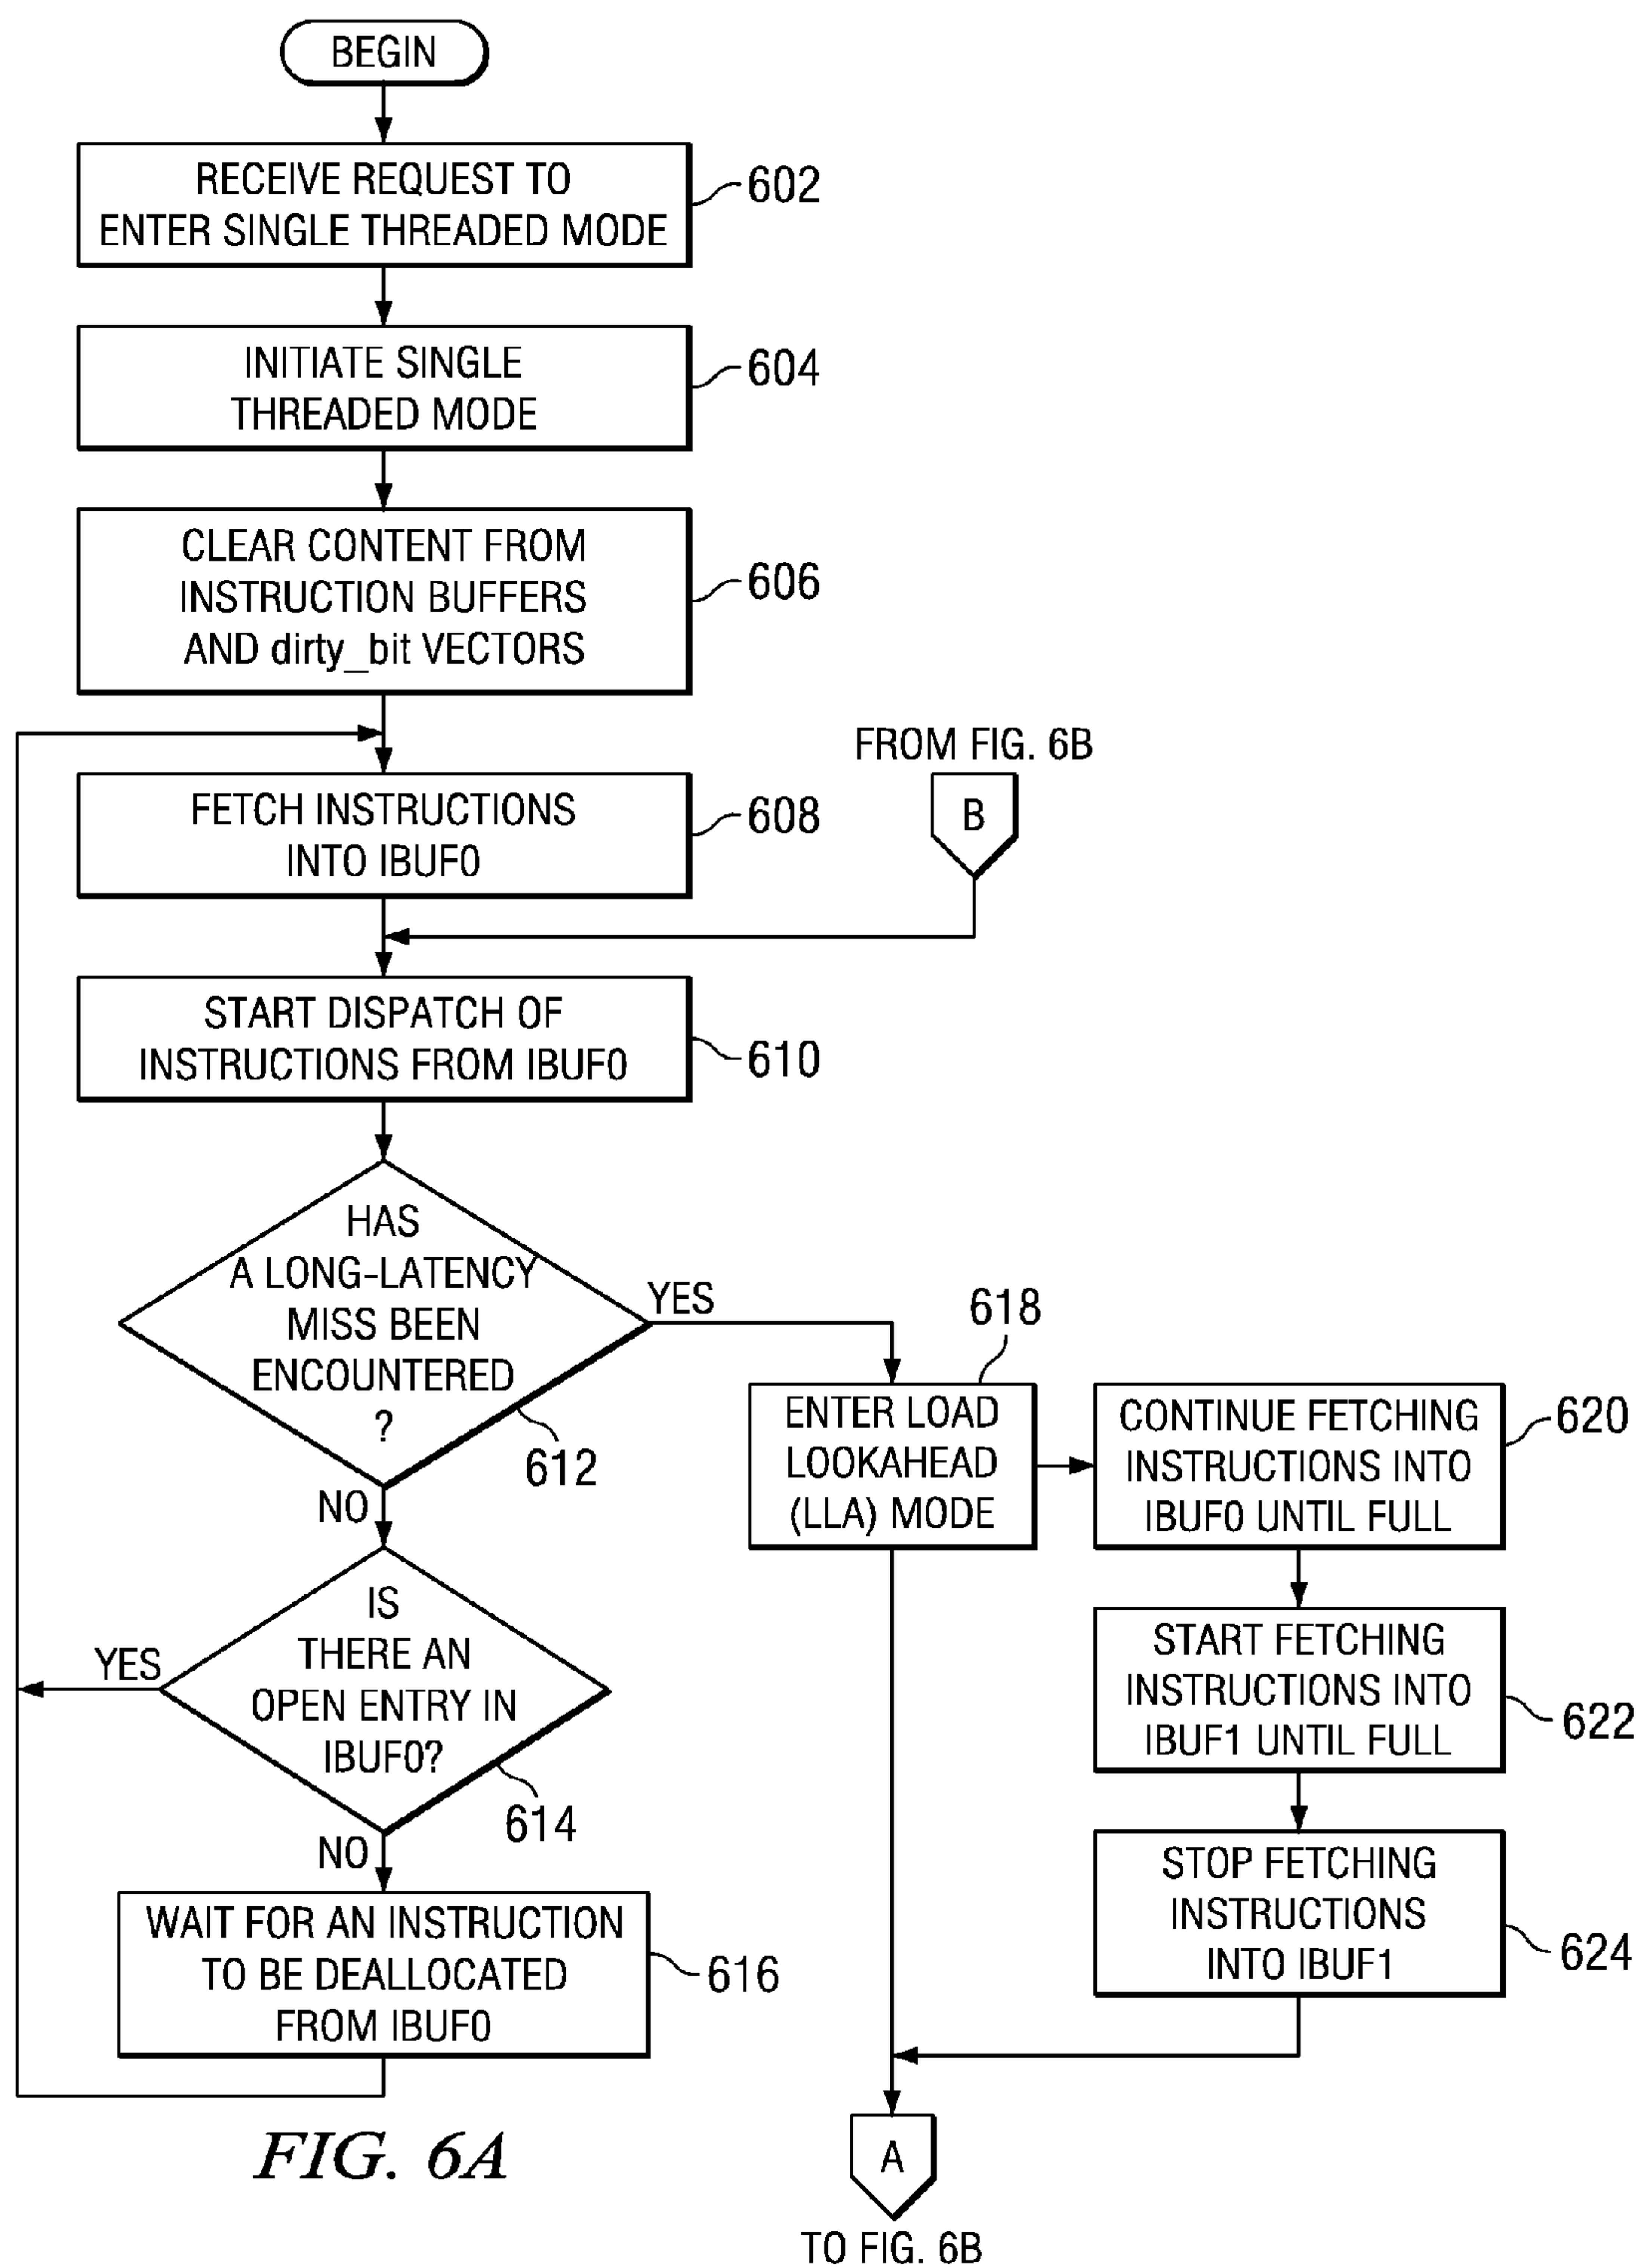 BEGIN
RECEIVE REQUEST TO
ENTER SINGLE THREADED MODE
602
INITIATE SINGLE
THREADED MODE
604
CLEAR CONTENT FROM
INSTRUCTION BUFFERS
AND dirty_bit VECTORS
606
FETCH INSTRUCTIONS
INTO IBUF0
608
FROM FIG. 6B
B
START DISPATCH OF
INSTRUCTIONS FROM IBUF0
610
HAS
A LONG-LATENCY
MISS BEEN
ENCOUNTERED
?
612
YES
NO
IS
THERE AN
OPEN ENTRY IN
IBUF0?
614
YES
NO
WAIT FOR AN INSTRUCTION
TO BE DEALLOCATED
FROM IBUF0
616
618
ENTER LOAD
LOOKAHEAD
(LLA) MODE
CONTINUE FETCHING
INSTRUCTIONS INTO
IBUF0 UNTIL FULL
620
START FETCHING
INSTRUCTIONS INTO
IBUF1 UNTIL FULL
622
STOP FETCHING
INSTRUCTIONS
INTO IBUF1
624
A
TO FIG. 6B
FIG. 6A